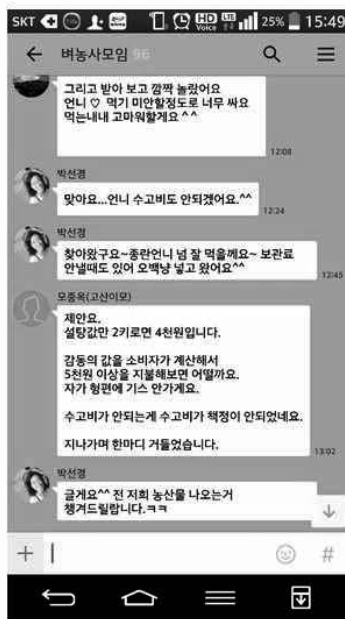 SKT HD Voice LTE 25% 15:49
벼농사모임 96
그리고 받아 보고 깜짝 놀랐어요
언니 ♡ 먹기 미안할정도로 너무 싸요
먹는내내 고마워할게요 ^^
12:08
박선경
맞아요...언니 수고비도 안되겠어요.^^
12:24
박선경
찾아왔구요~종란언니 넘 잘 먹을께요~ 보관료
안낼때도 있어 오백냥 넣고 왔어요^^
12:45
모종옥(고산이모)
제안요.
설탕값만 2키로면 4천원입니다.
감동의 값을 소비자가 계산해서
5천원 이상을 지불해보면 어떨까요.
자가 형편에 기스 안가게요.
수고비가 안되는게 수고비가 책정이 안되었네요.
지나가며 한마디 거들었습니다.
13:02
박선경
글게요^^ 전 저희 농산물 나오는거
챙겨드릴랍니다.ㅋㅋ
+ #